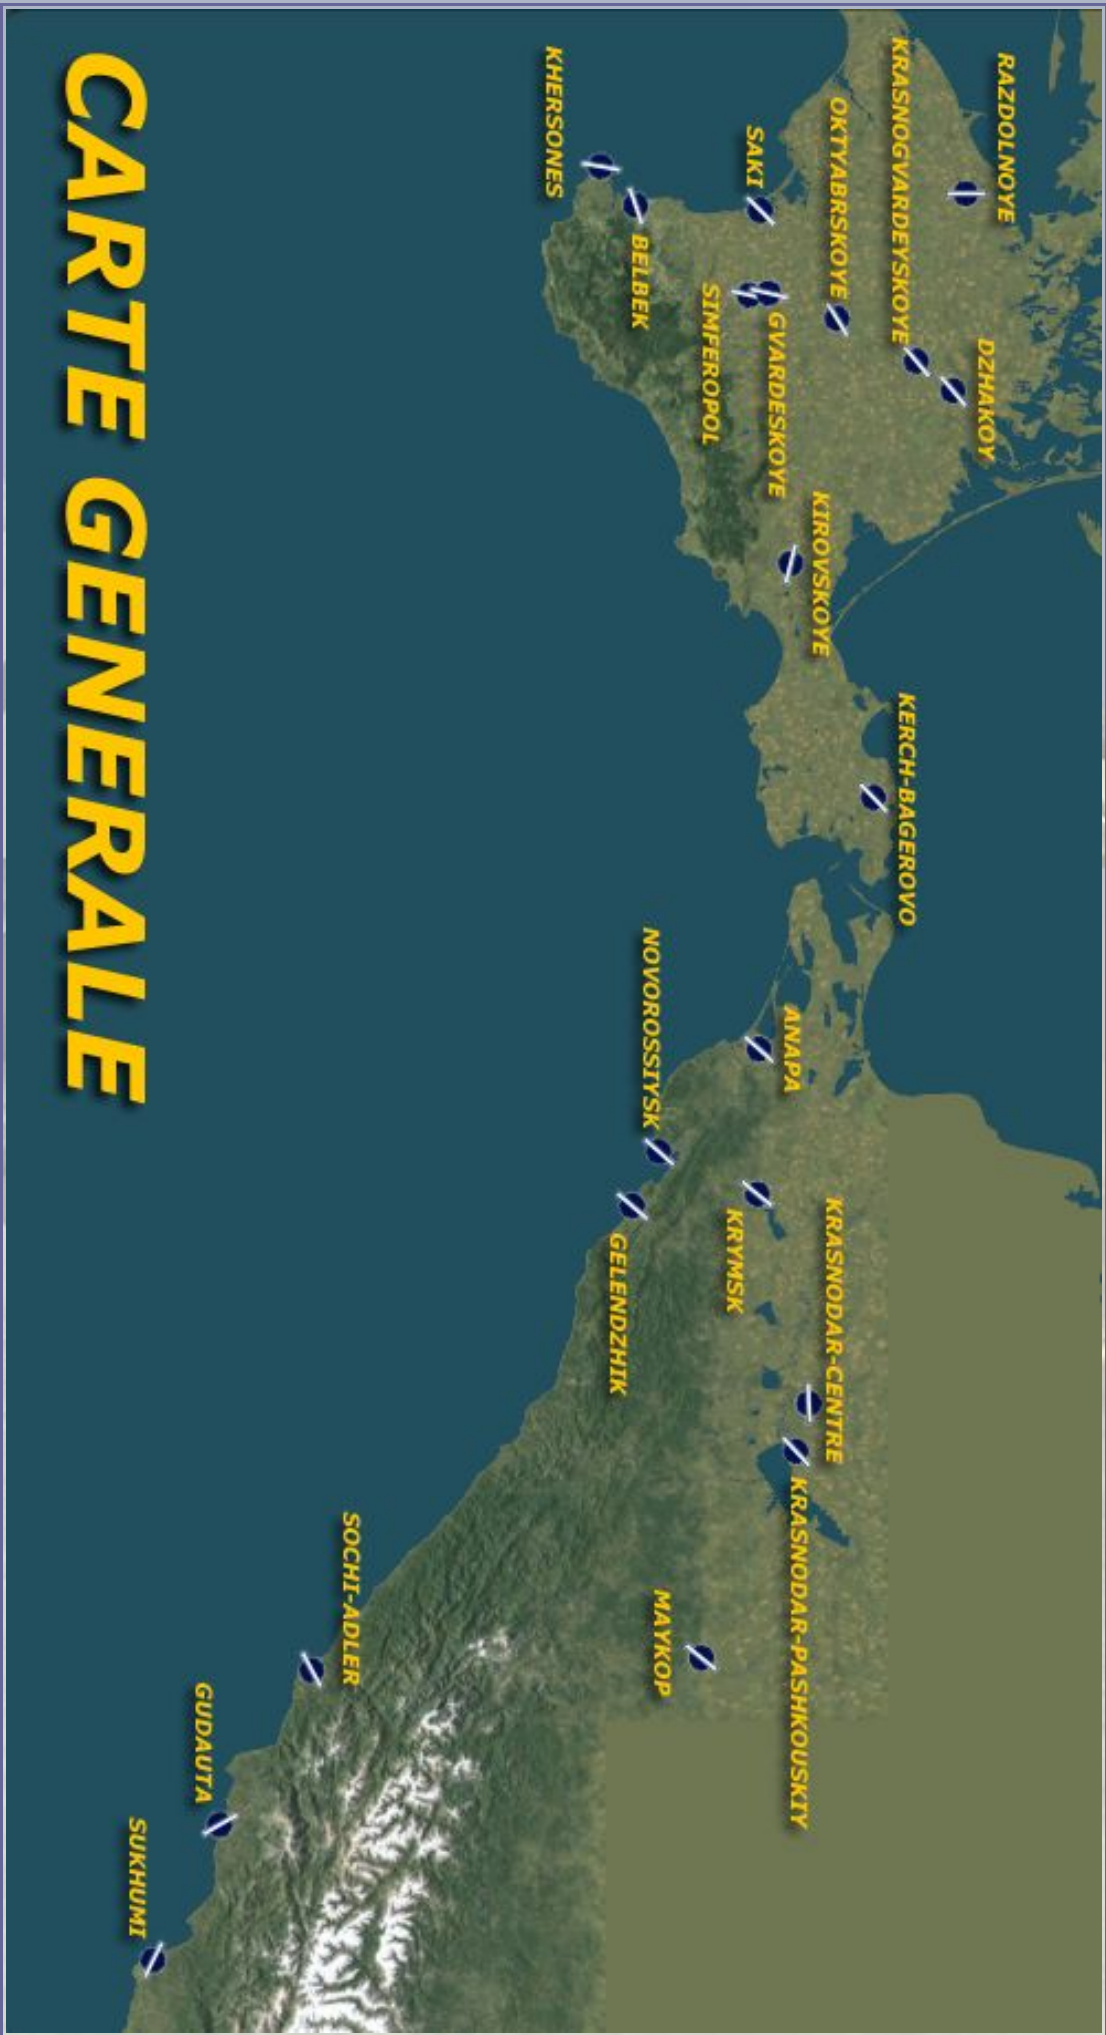 RAZDOLNOYE
KRASNOGVARDEYSKOYE
DZHAKOY
OKTYABRSKOYE
SAKI
GVARDESKOYE
SIMFEROPOL
KHERSONES
BELBEK
KIROVSKOYE
KERCH-BAGEROVO
ANAPA
NOVOROSSIYSK
KRYMSK
GELENDZHIK
KRASNODAR-CENTRE
KRASNODAR-PASHKOUSKIY
MAYKOP
SOCHI-ADLER
GUDAUTA
SUKHUMI
CARTE GENERALE